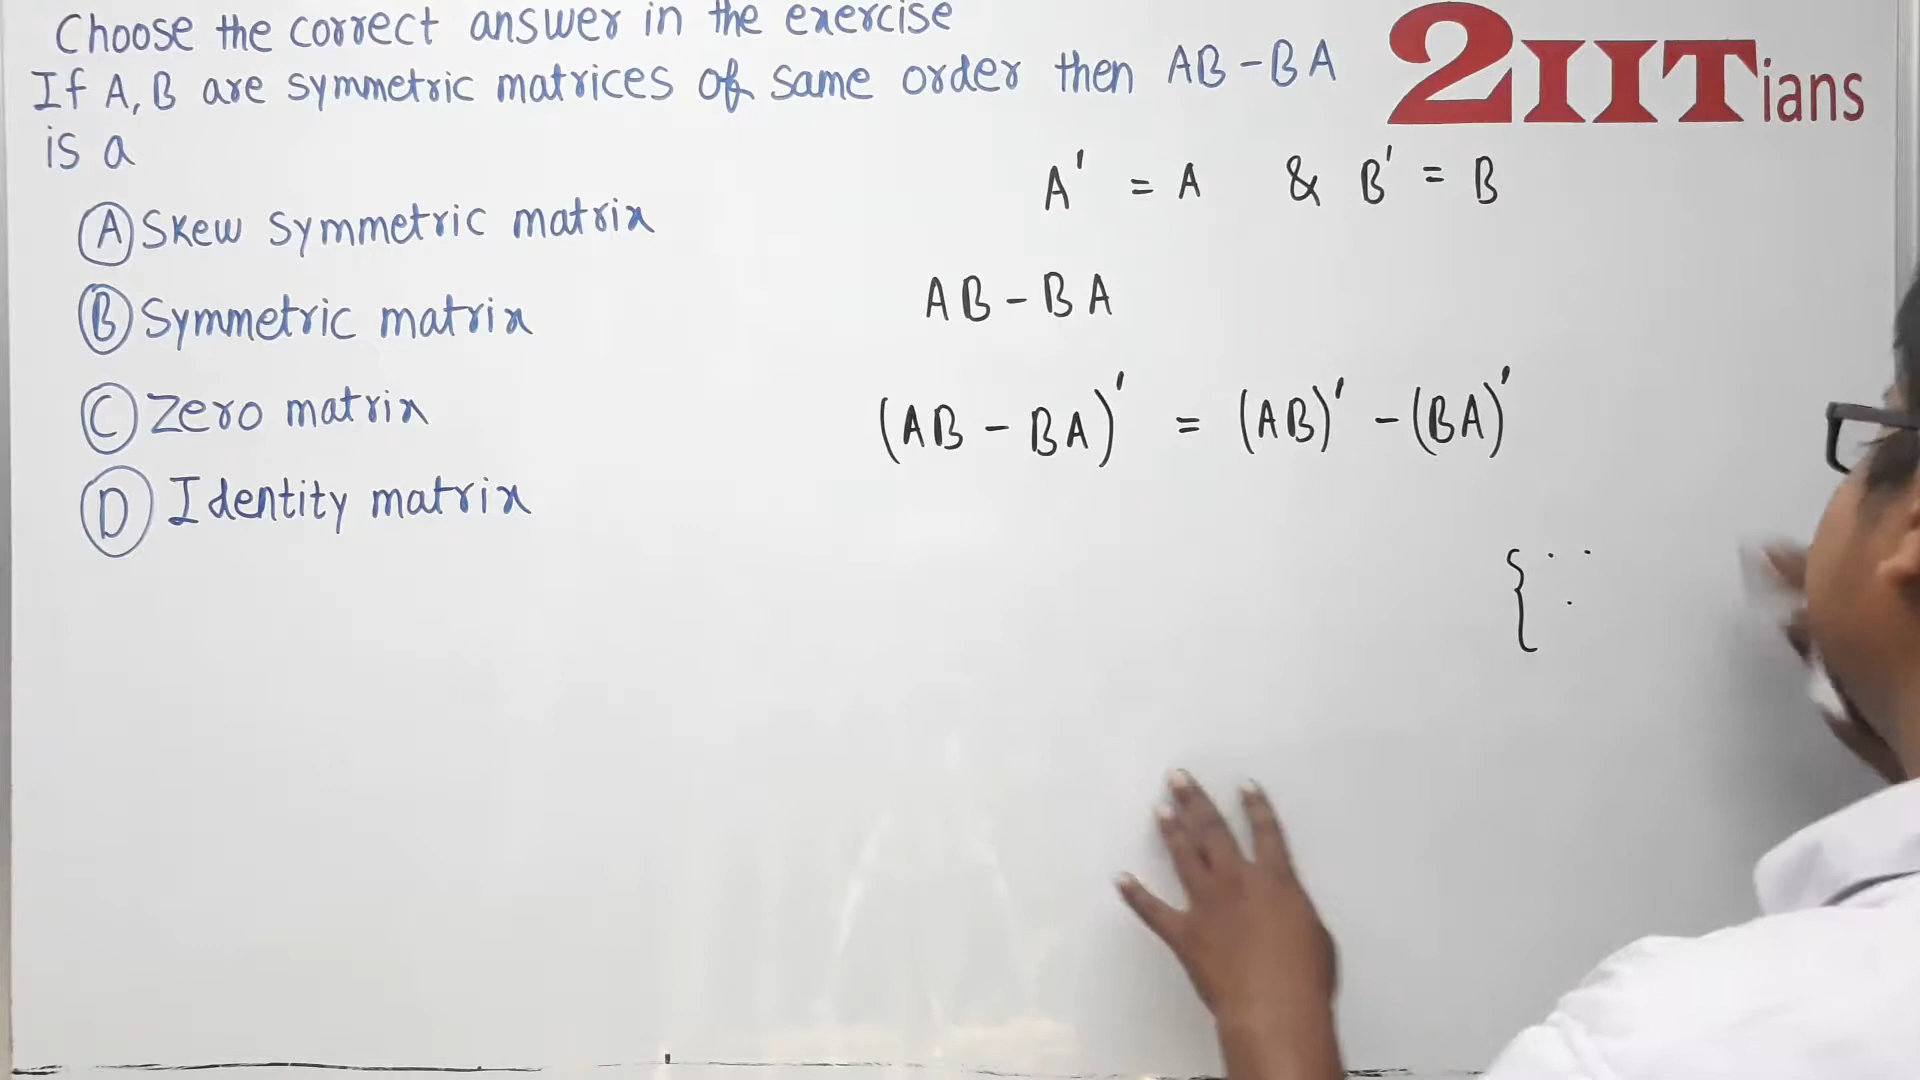 Choose the correct answer in the exercise
If A, B are symmetric matrices of same order then AB - BA
is a
(A) Skew symmetric matrix
(B) Symmetric matrix
(C) Zero matrix
(D) Identity matrix
2IITians
A' = A & B' = B
AB - BA
(AB - BA)' = (AB)' - (BA)'
{ ∵